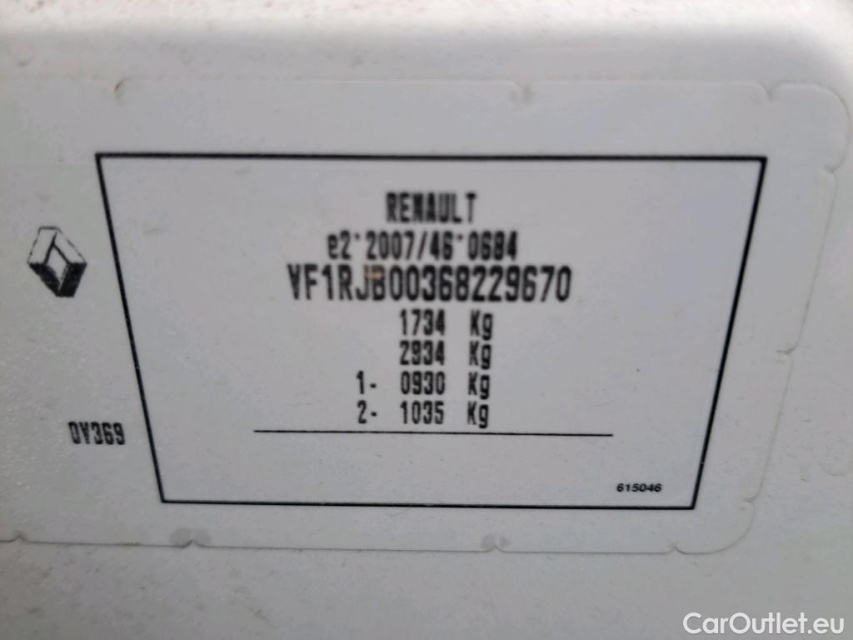 RENAULT
e2*2007/46*0684
VF1RJB00368229670
1734 Kg
2934 Kg
1- 0930 Kg
2- 1035 Kg
0V369
615046
CarOutlet.eu